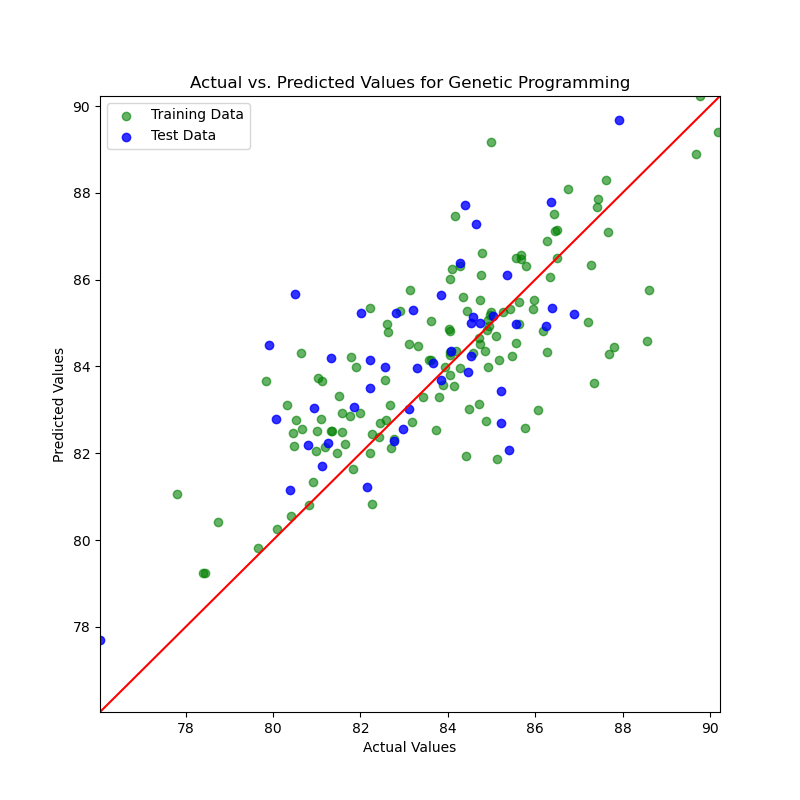 Actual vs. Predicted Values for Genetic Programming
Training Data
Test Data
90
88
86
84
82
80
78
Predicted Values
78
80
82
84
86
88
90
Actual Values